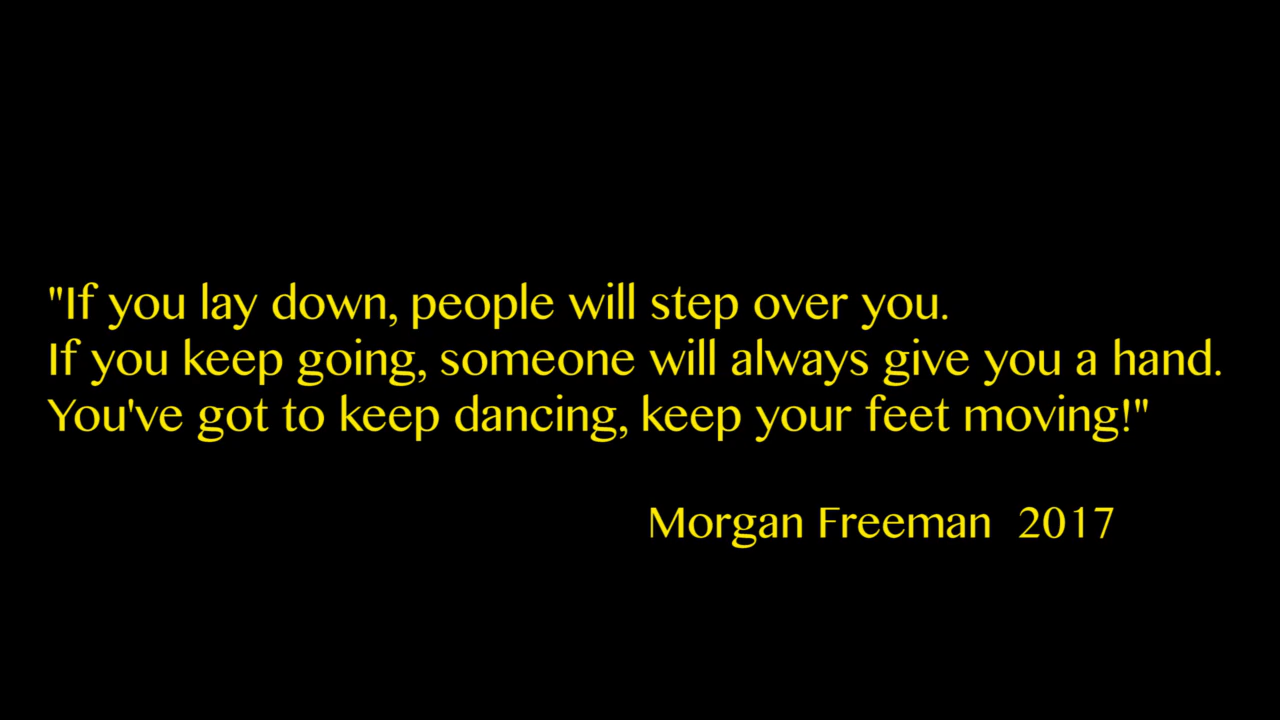 "If you lay down, people will step over you.
If you keep going, someone will always give you a hand.
You've got to keep dancing, keep your feet moving!"
Morgan Freeman  2017